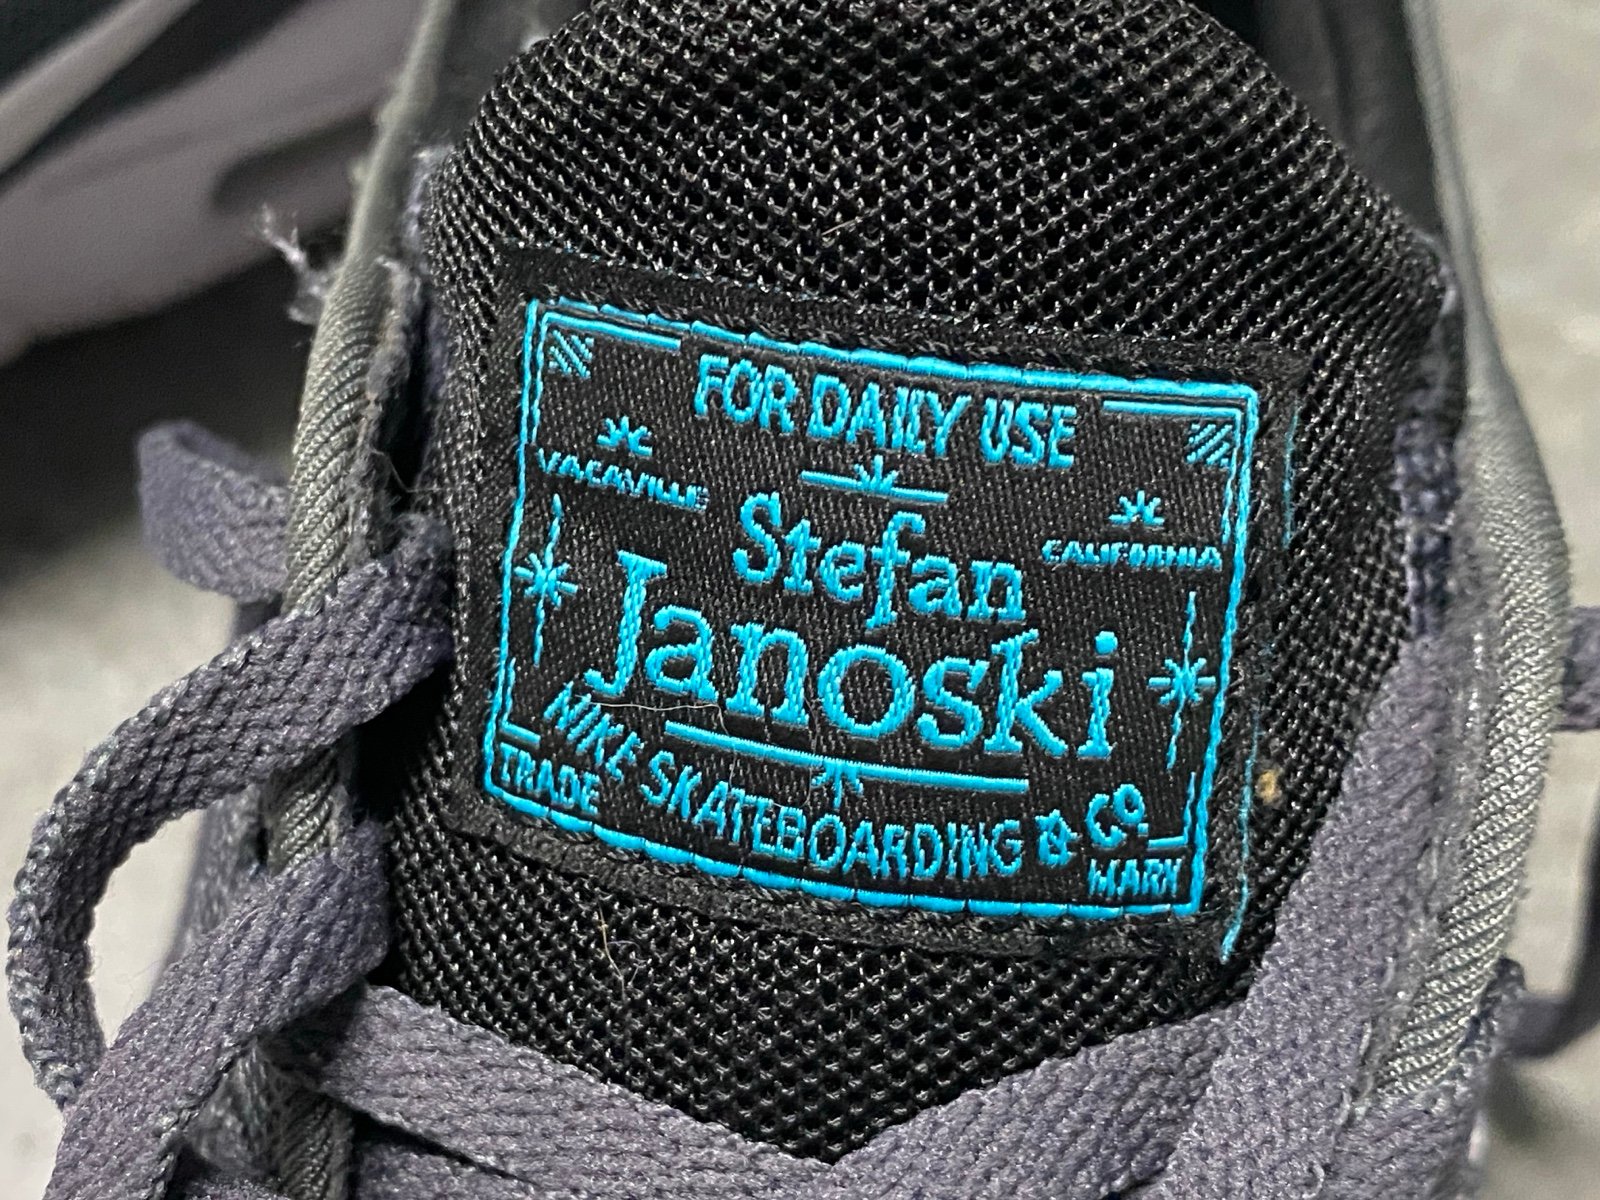 FOR DAILY USE
VACAVILLE
CALIFORNIA
Stefan
Janoski
NIKE SKATEBOARDING & CO.
TRADE
MARK